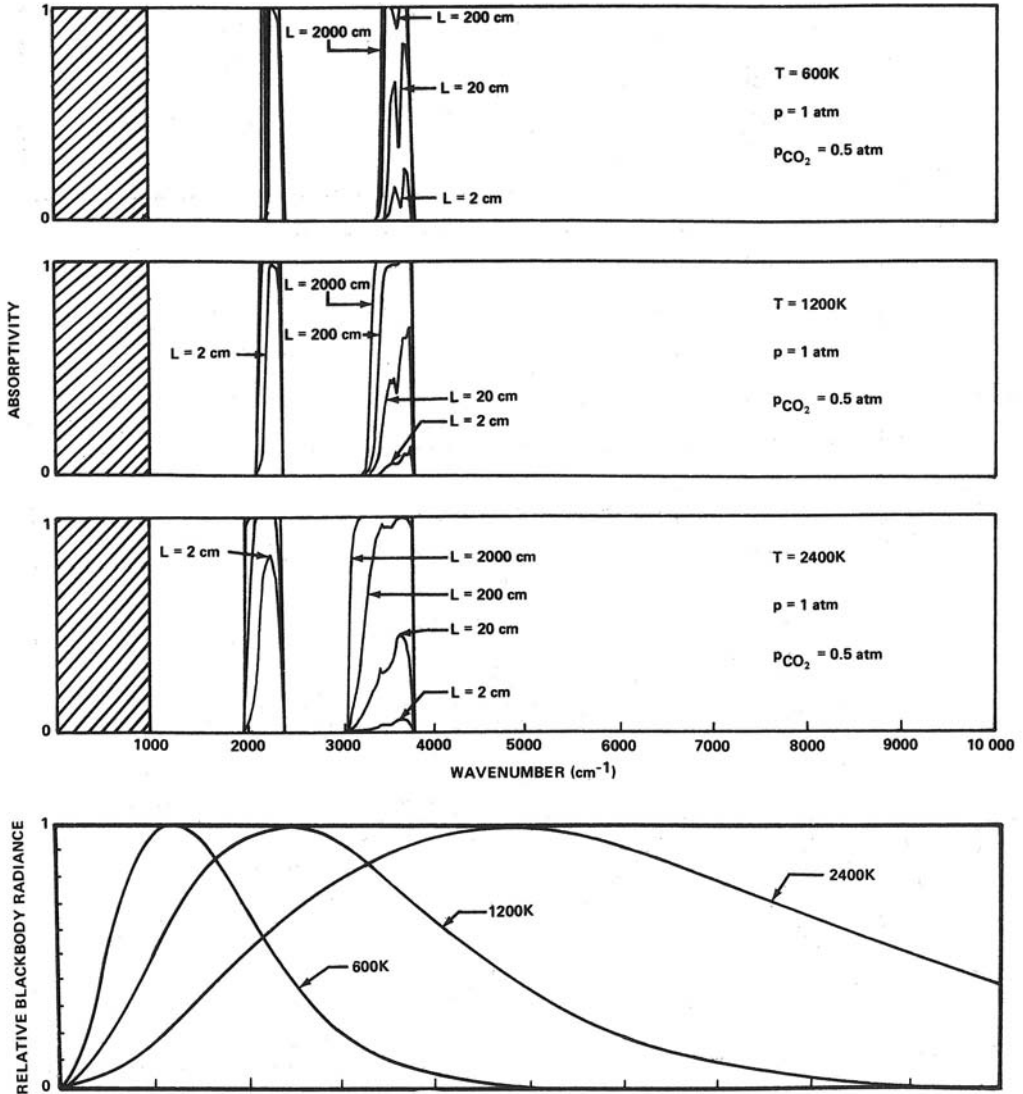 1
L = 200 cm
L = 2000 cm
L = 20 cm
L = 2 cm
T = 600K
p = 1 atm
pCO2 = 0.5 atm
0
1
L = 2000 cm
L = 200 cm
L = 2 cm
L = 20 cm
L = 2 cm
T = 1200K
p = 1 atm
pCO2 = 0.5 atm
0
ABSORPTIVITY
1
L = 2 cm
L = 2000 cm
L = 200 cm
L = 20 cm
L = 2 cm
T = 2400K
p = 1 atm
pCO2 = 0.5 atm
0
1000 2000 3000 4000 5000 6000 7000 8000 9000 10 000
WAVENUMBER (cm-1)
RELATIVE BLACKBODY RADIANCE
1
2400K
1200K
600K
0